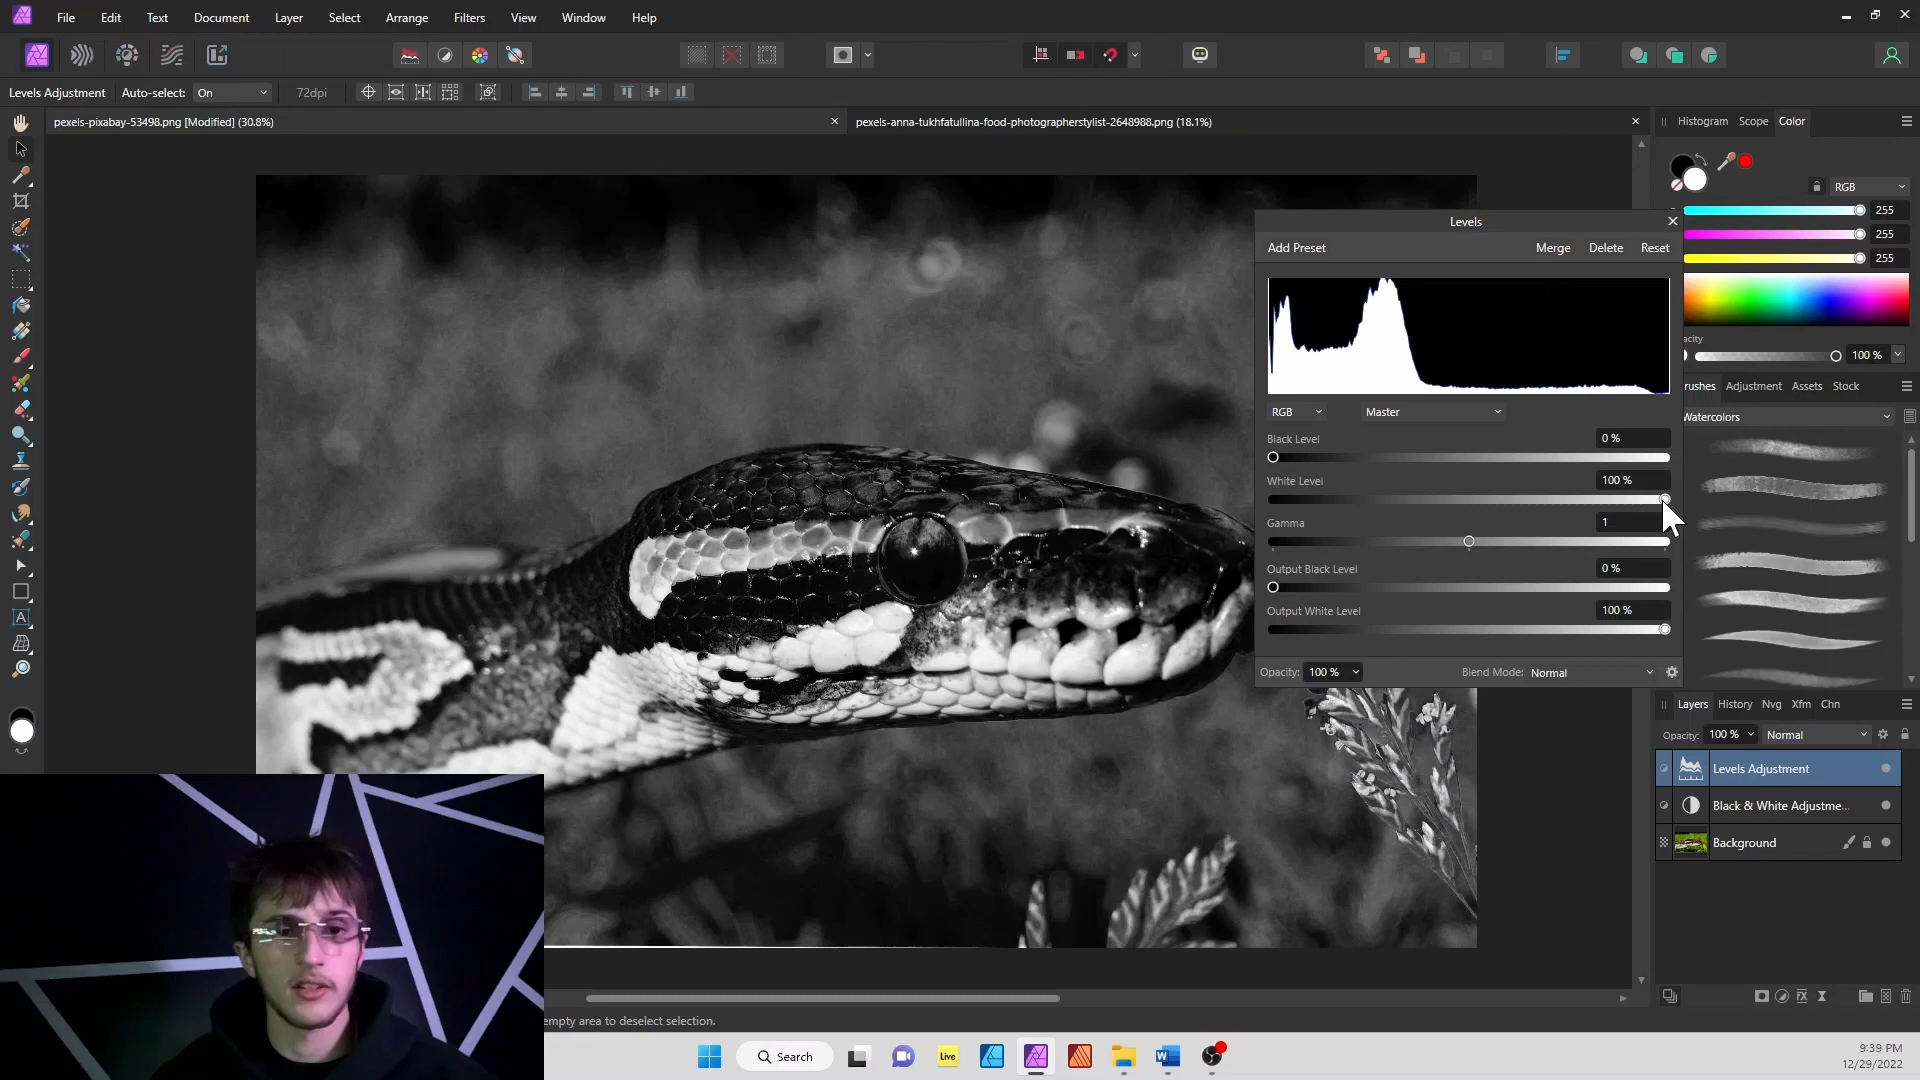 File Edit Text Document Layer Select Arrange Filters View Window Help
Levels Adjustment Auto-select: On 72dpi
pexels-pixabay-53498.png [Modified] (30.8%)
pexels-anna-tukhfatullina-food-photographerstylist-2648988.png (18.1%)
Histogram Scope Color
RGB
255
255
255
acity 100 %
Levels
Add Preset Merge Delete Reset
RGB Master
Black Level 0 %
White Level 100 %
Gamma 1
Output Black Level 0 %
Output White Level 100 %
Opacity: 100 % Blend Mode: Normal
rushes Adjustment Assets Stock
Watercolors
Layers History Nvg Xfm Chn
Opacity: 100 % Normal
Levels Adjustment
Black & White Adjustme...
Background
A
empty area to deselect selection.
Search
Live
W
9:39 PM
12/29/2022